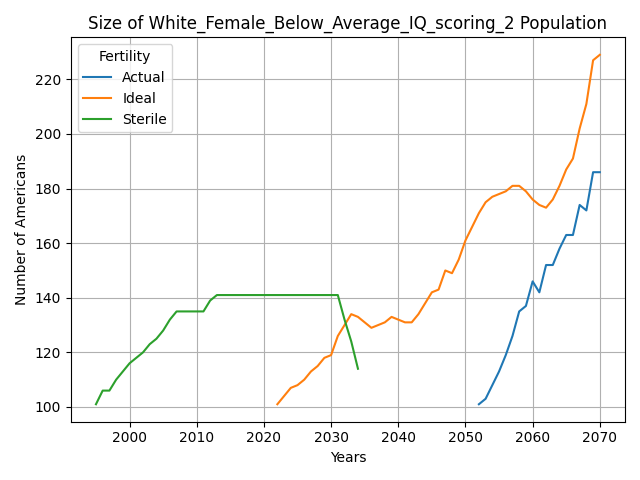 Size of White_Female_Below_Average_IQ_scoring_2 Population
Fertility
Actual
Ideal
Sterile
Number of Americans
220
200
180
160
140
120
100
2000
2010
2020
2030
2040
2050
2060
2070
Years